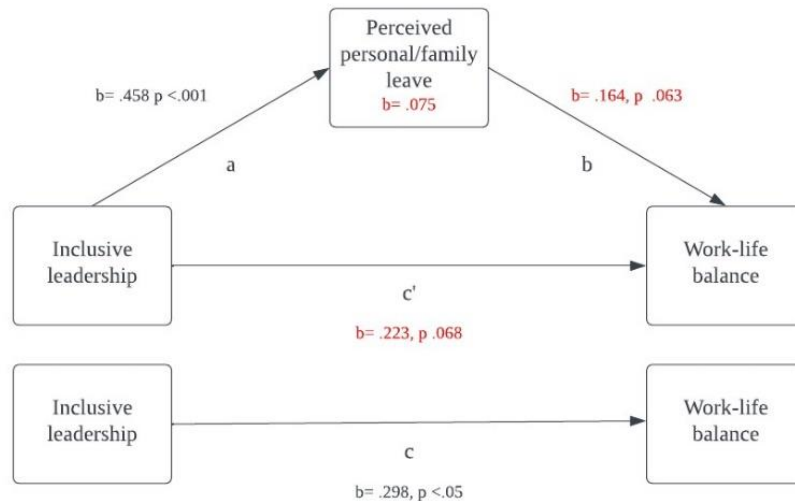 Perceived
personal/family
leave
b= .075
b= .458 p <.001
b= .164, p .063
a
b
Inclusive
leadership
Work-life
balance
c'
b= .223, p .068
Inclusive
leadership
Work-life
balance
c
b= .298, p <.05